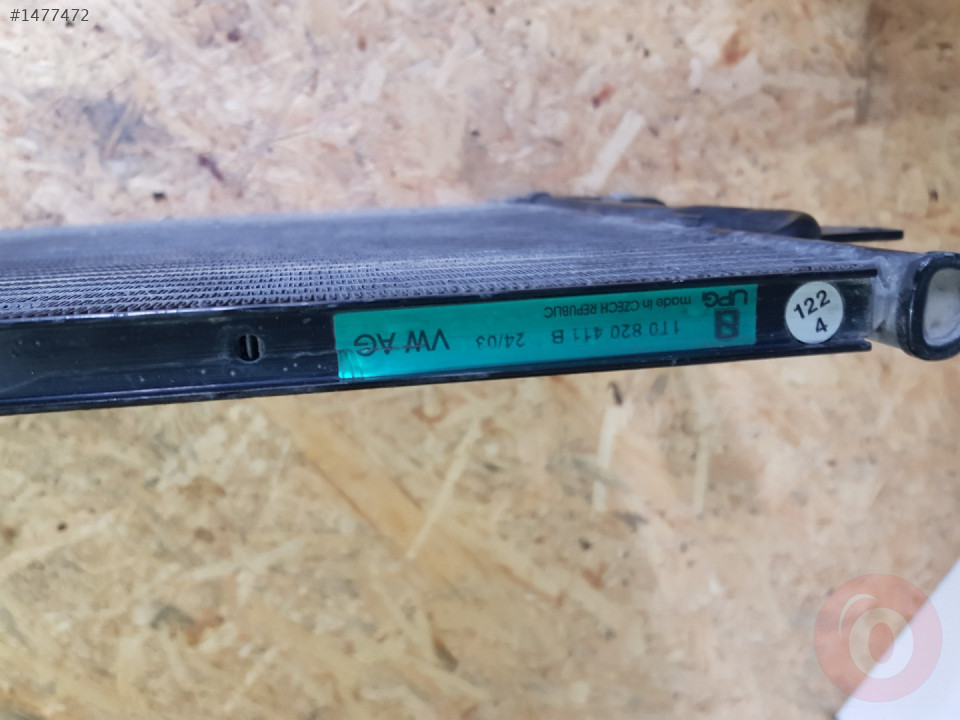 #1477472
UPG
made in CZECH REPUBLIC
1T0 820 411 B 24/03
VW AG
122
4